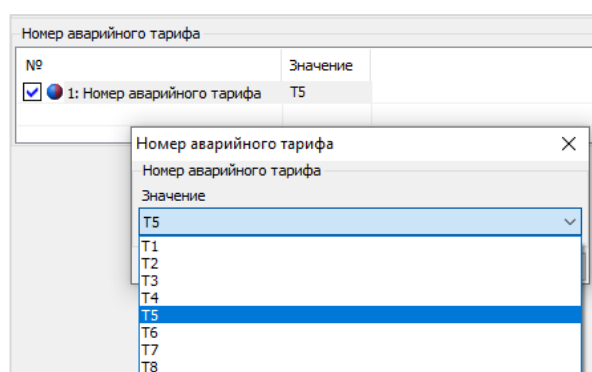 Номер аварийного тарифа
№ Значение
1: Номер аварийного тарифа T5
Номер аварийного тарифа
Номер аварийного тарифа
Значение
T5
T1
T2
T3
T4
T5
T6
T7
T8